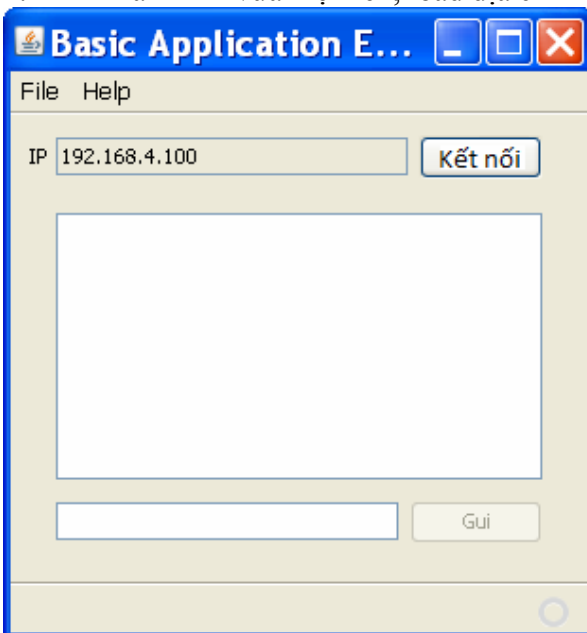 Basic Application E...
File Help
IP 192.168.4.100 Kết nối
Gui